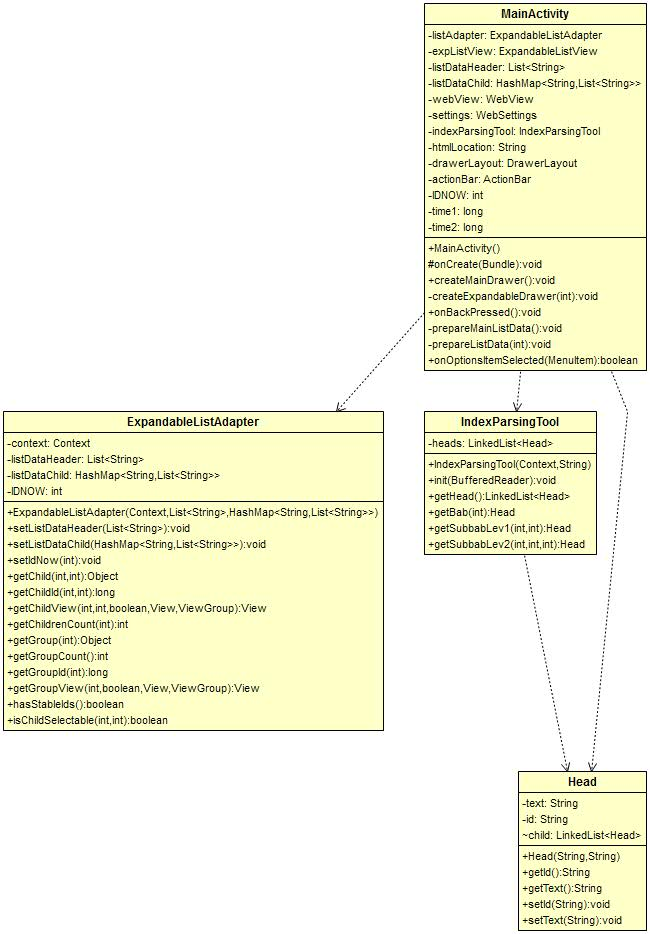 MainActivity
-listAdapter: ExpandableListAdapter
-expListView: ExpandableListView
-listDataHeader: List<String>
-listDataChild: HashMap<String,List<String>>
-webView: WebView
-settings: WebSettings
-indexParsingTool: IndexParsingTool
-htmlLocation: String
-drawerLayout: DrawerLayout
-actionBar: ActionBar
-IDNOW: int
-time1: long
-time2: long
+MainActivity()
#onCreate(Bundle):void
+createMainDrawer():void
-createExpandableDrawer(int):void
+onBackPressed():void
-prepareMainListData():void
-prepareListData(int):void
+onOptionsItemSelected(MenuItem):boolean
ExpandableListAdapter
-context: Context
-listDataHeader: List<String>
-listDataChild: HashMap<String,List<String>>
-IDNOW: int
+ExpandableListAdapter(Context,List<String>,HashMap<String,List<String>>)
+setListDataHeader(List<String>):void
+setListDataChild(HashMap<String,List<String>>):void
+setIdNow(int):void
+getChild(int,int):Object
+getChildId(int,int):long
+getChildView(int,int,boolean,View,ViewGroup):View
+getChildrenCount(int):int
+getGroup(int):Object
+getGroupCount():int
+getGroupId(int):long
+getGroupView(int,boolean,View,ViewGroup):View
+hasStableIds():boolean
+isChildSelectable(int,int):boolean
IndexParsingTool
-heads: LinkedList<Head>
+IndexParsingTool(Context,String)
+init(BufferedReader):void
+getHead():LinkedList<Head>
+getBab(int):Head
+getSubbabLev1(int,int):Head
+getSubbabLev2(int,int,int):Head
Head
-text: String
-id: String
~child: LinkedList<Head>
+Head(String,String)
+getId():String
+getText():String
+setId(String):void
+setText(String):void